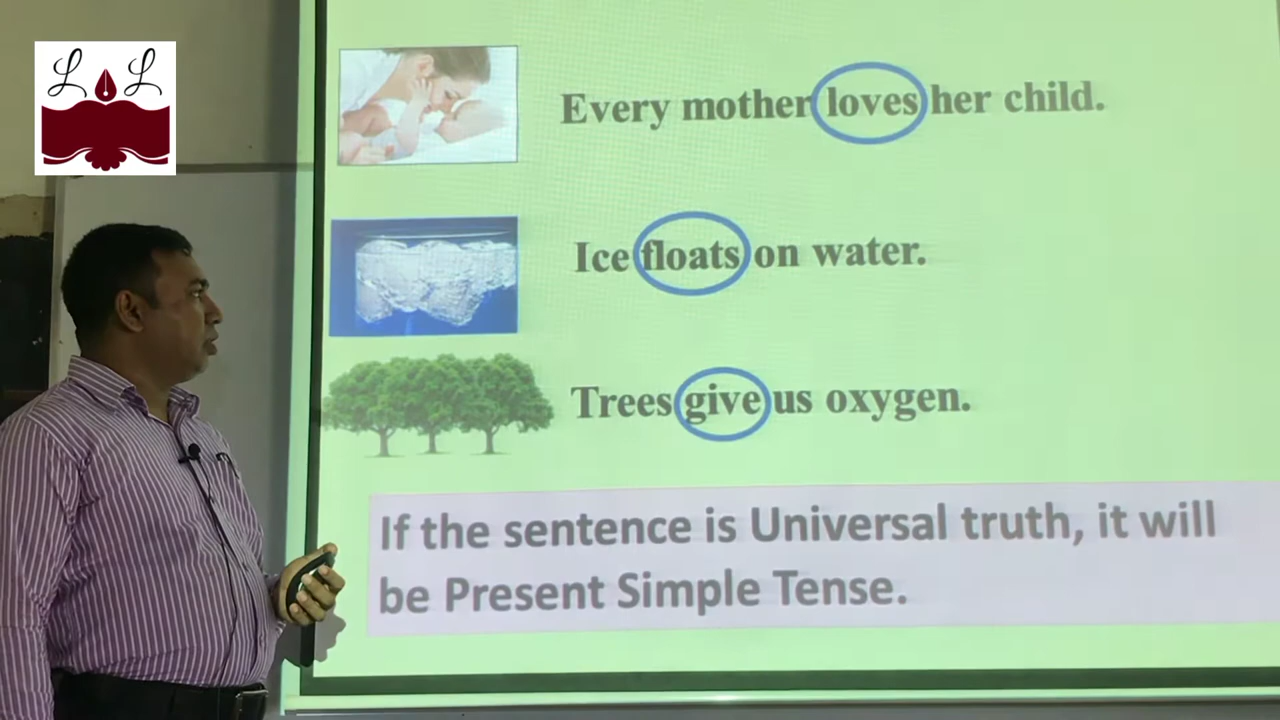 L L
Every mother loves her child.
Ice floats on water.
Trees give us oxygen.
If the sentence is Universal truth, it will
be Present Simple Tense.